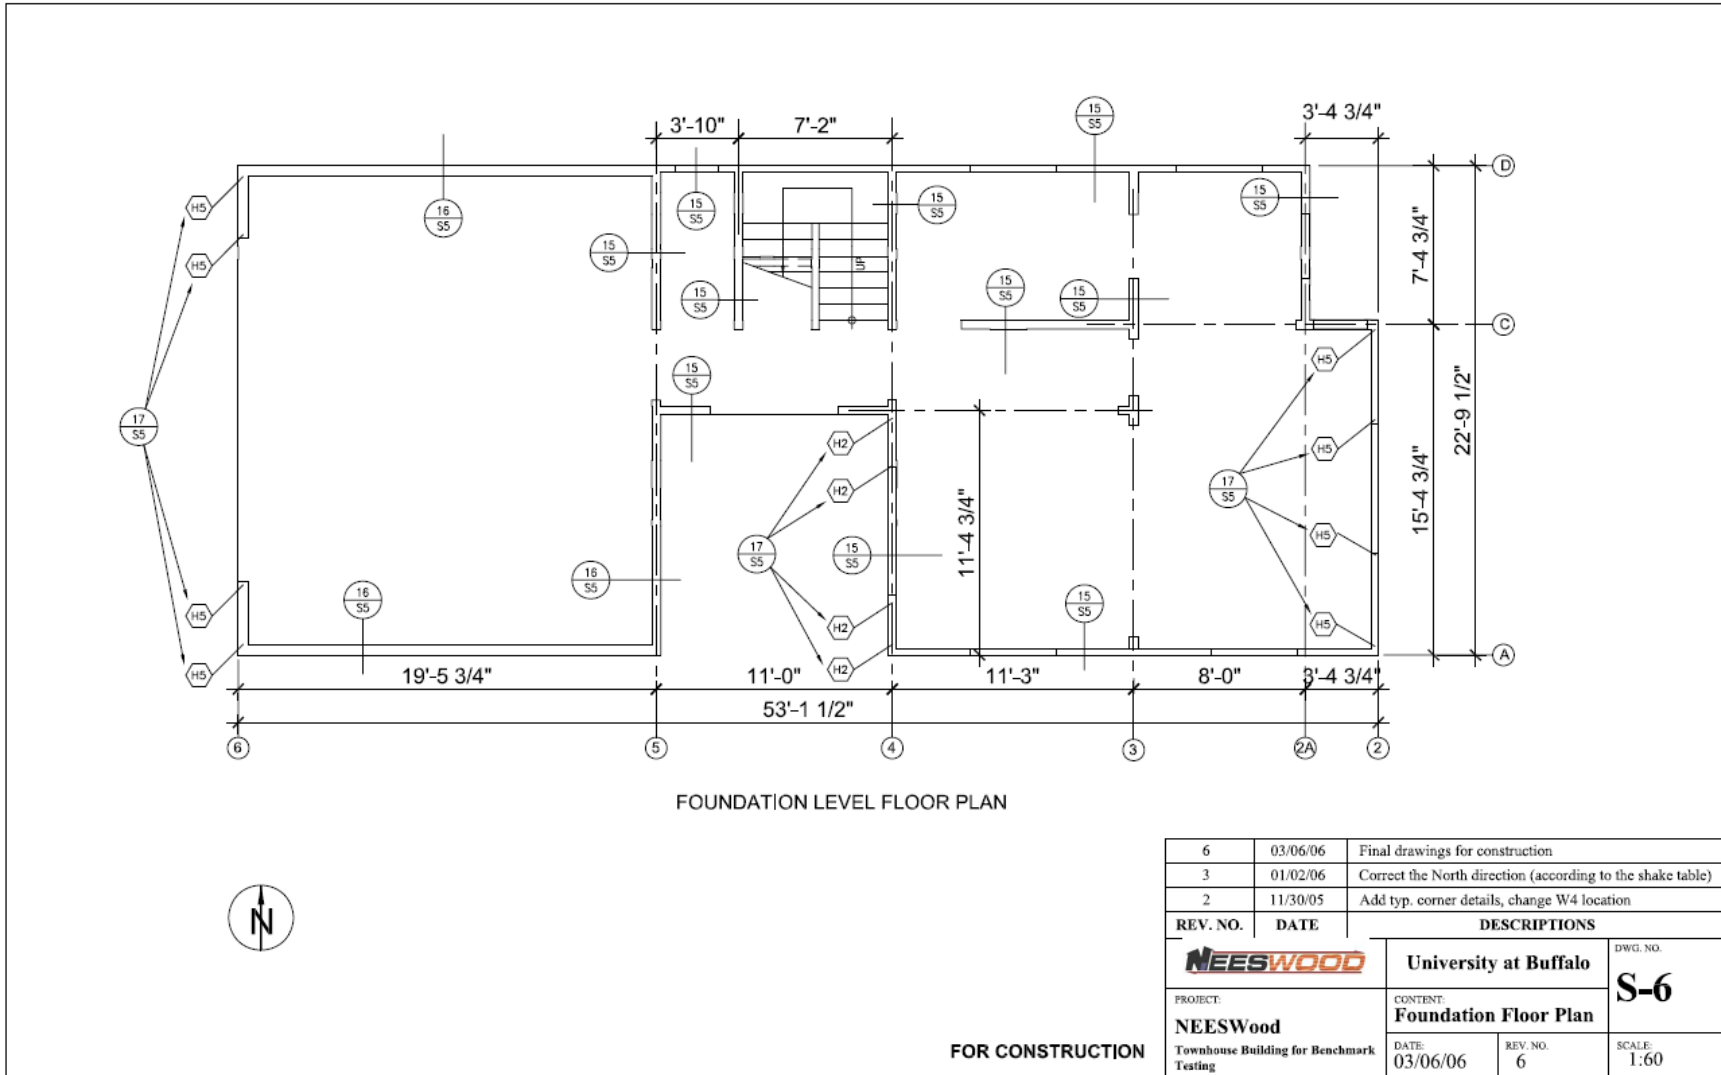 3'-10"
7'-2"
15
S5
3'-4 3/4"
D
H5
16
S5
15
S5
15
S5
15
S5
7'-4 3/4"
15
S5
H5
UP
15
S5
15
S5
15
S5
C
H5
15
S5
22'-9 1/2"
17
S5
H2
H5
15'-4 3/4"
H2
17
S5
11'-4 3/4"
17
S5
15
S5
H5
16
S5
16
S5
15
S5
H5
H2
H5
H5
H2
A
19'-5 3/4"
11'-0"
11'-3"
8'-0"
3'-4 3/4"
53'-1 1/2"
6
5
4
3
2A
2
FOUNDATION LEVEL FLOOR PLAN
N
6 03/06/06 Final drawings for construction
3 01/02/06 Correct the North direction (according to the shake table)
2 11/30/05 Add typ. corner details, change W4 location
REV. NO. DATE DESCRIPTIONS
NEESWOOD
University at Buffalo
DWG. NO.
S-6
PROJECT:
NEESWood
Townhouse Building for Benchmark
Testing
CONTENT:
Foundation Floor Plan
DATE:
03/06/06
REV. NO.
6
SCALE:
1:60
FOR CONSTRUCTION